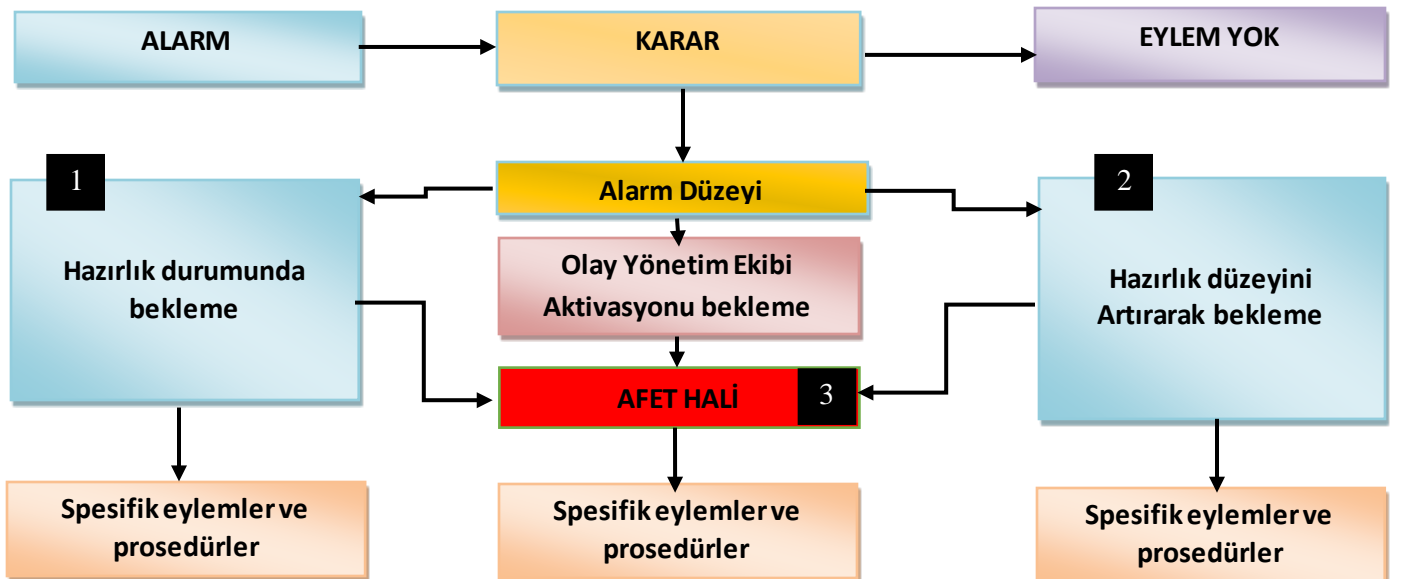 ALARM
KARAR
EYLEM YOK
Alarm Düzeyi
1
Hazırlık durumunda
bekleme
Olay Yönetim Ekibi
Aktivasyonu bekleme
2
Hazırlık düzeyini
Artırarak bekleme
AFET HALİ
3
Spesifik eylemler ve
prosedürler
Spesifik eylemler ve
prosedürler
Spesifik eylemler ve
prosedürler